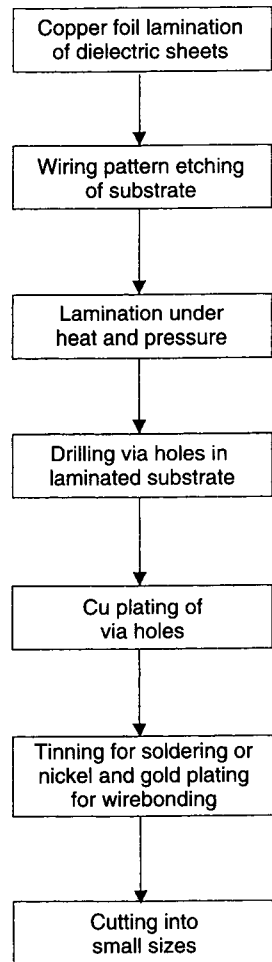 Copper foil lamination
of dielectric sheets
Wiring pattern etching
of substrate
Lamination under
heat and pressure
Drilling via holes in
laminated substrate
Cu plating of
via holes
Tinning for soldering or
nickel and gold plating
for wirebonding
Cutting into
small sizes